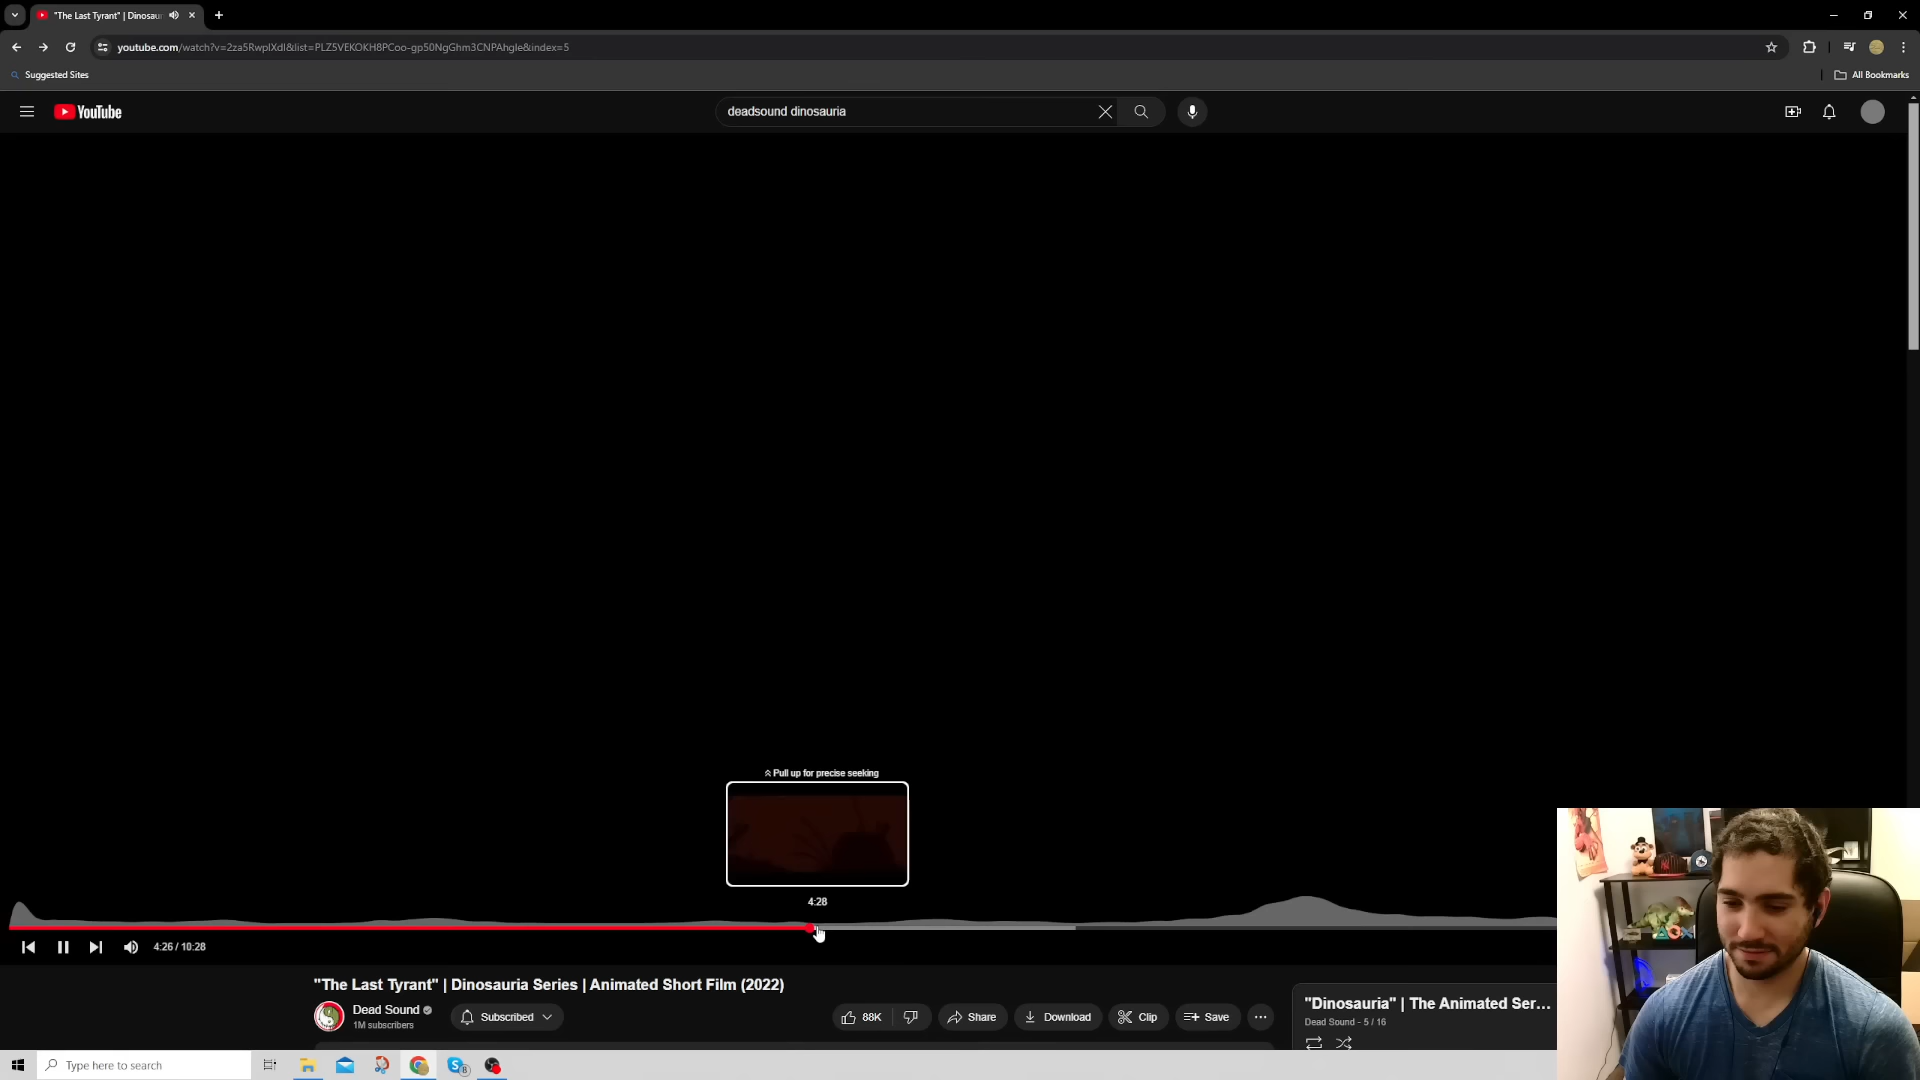 "The Last Tyrant" | Dinosau
youtube.com/watch?v=2za5RwpIXdI&list=PLZ5VEKOKH8PCoo-gp50NgGhm3CNPAhgle&index=5
Suggested Sites
All Bookmarks
YouTube
deadsound dinosauria
Pull up for precise seeking
4:28
4:26 / 10:28
"The Last Tyrant" | Dinosauria Series | Animated Short Film (2022)
Dead Sound
1M subscribers
Subscribed
88K
Share
Download
Clip
Save
"Dinosauria" | The Animated Ser...
Dead Sound - 5 / 16
Type here to search